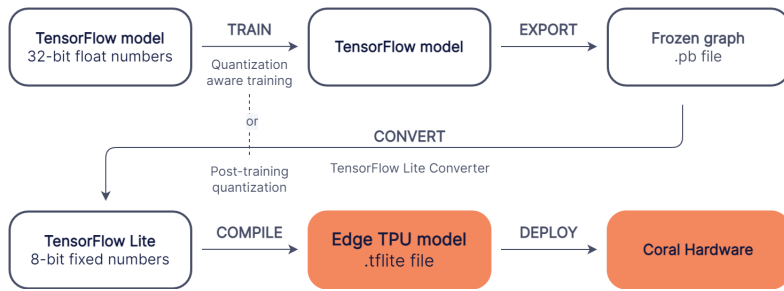 TensorFlow model
32-bit float numbers
TRAIN
Quantization
aware training
or
Post-training
quantization
TensorFlow model
EXPORT
Frozen graph
.pb file
CONVERT
TensorFlow Lite Converter
TensorFlow Lite
8-bit fixed numbers
COMPILE
Edge TPU model
.tflite file
DEPLOY
Coral Hardware